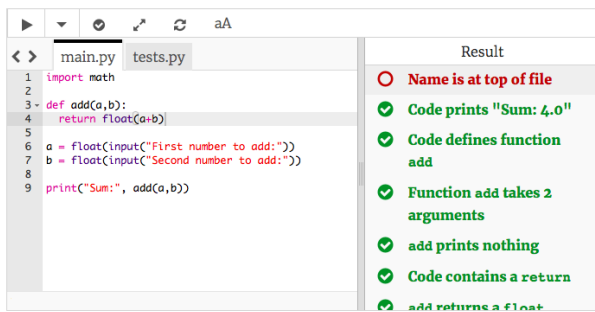 aA
main.py tests.py
Result
1 import math
2
3 def add(a,b):
4 return float(a+b)
5
6 a = float(input("First number to add:"))
7 b = float(input("Second number to add:"))
8
9 print("Sum:", add(a,b))
Name is at top of file
Code prints "Sum: 4.0"
Code defines function
add
Function add takes 2
arguments
add prints nothing
Code contains a return
add returns a float